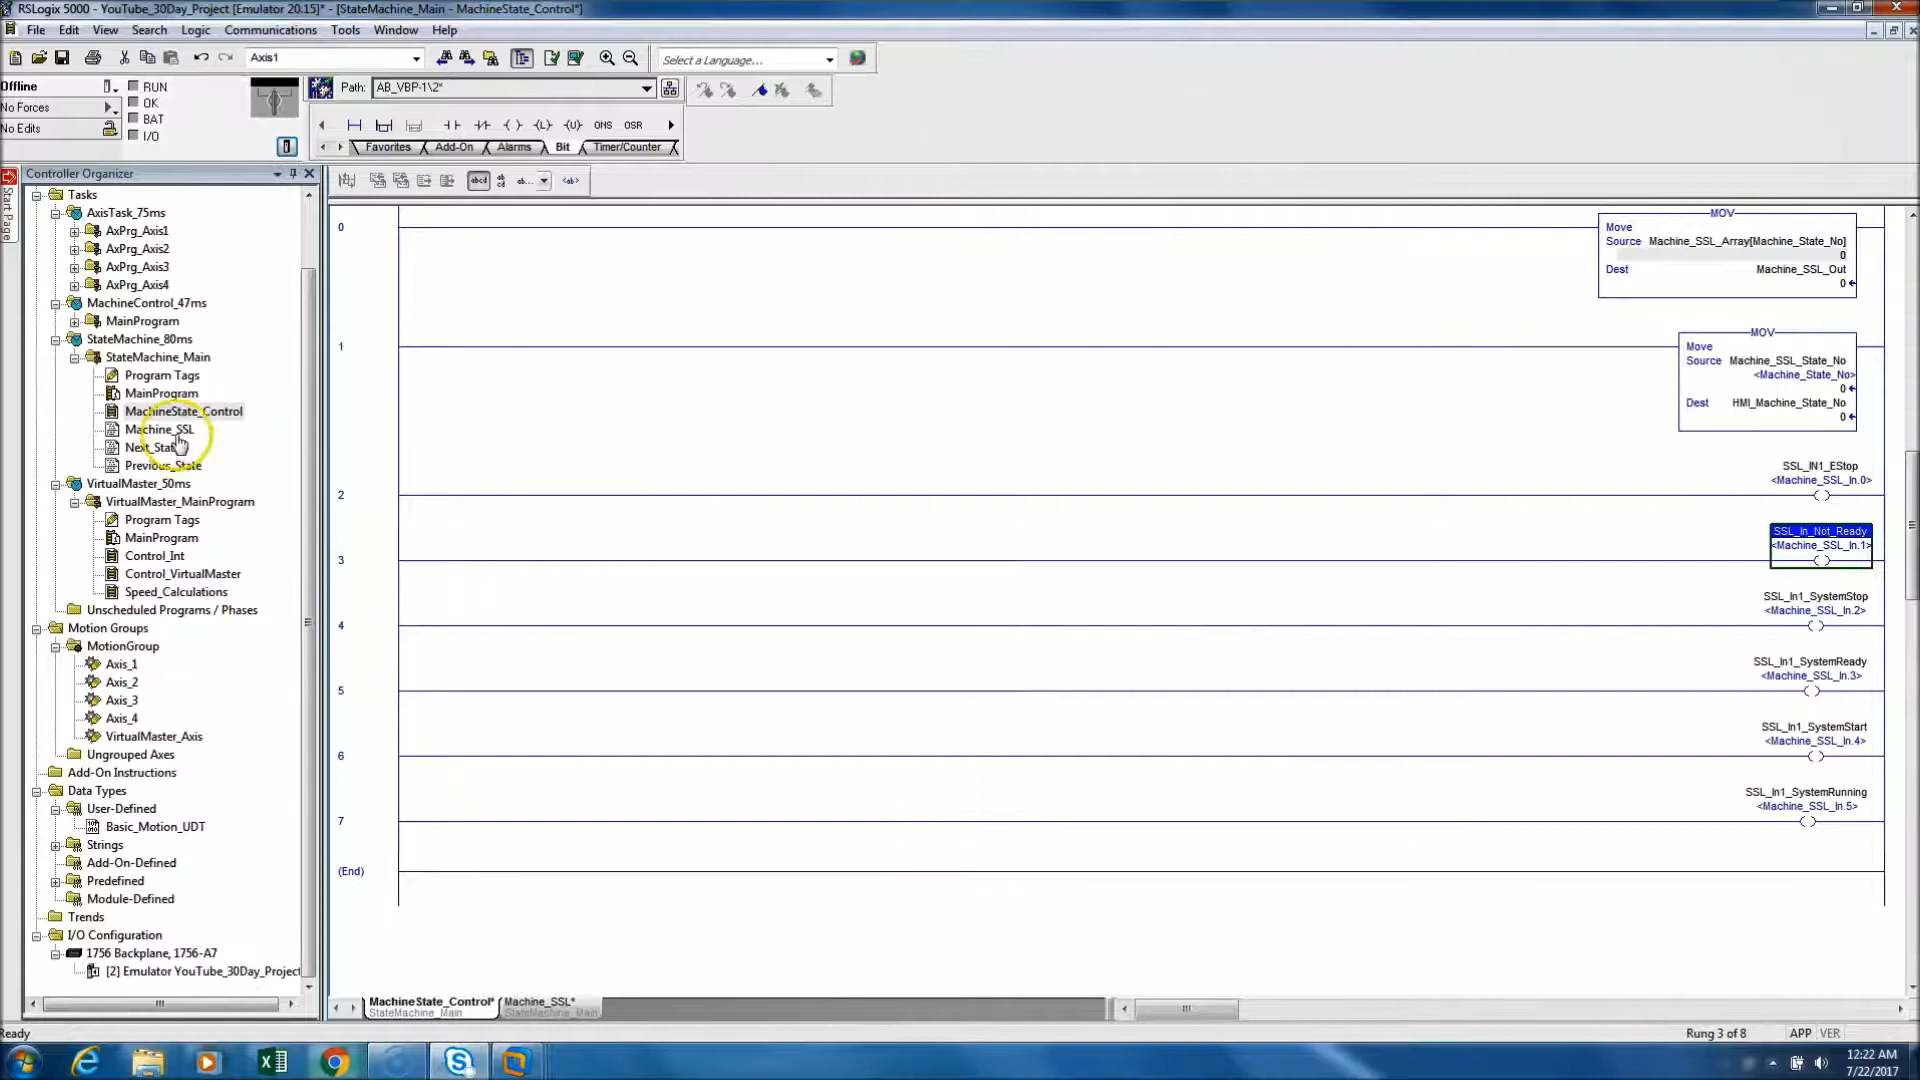 RSLogix 5000 - YouTube_30Day_Project [Emulator 20.15]* - [StateMachine_Main - MachineState_Control*]
File Edit View Search Logic Communications Tools Window Help
Axis1
Select a Language...
Offline
RUN
No Forces
OK
No Edits
BAT
I/O
Path: AB_VBP-1\2*
ONS OSR
Favorites Add-On Alarms Bit Timer/Counter
Start Page
Controller Organizer
Tasks
AxisTask_75ms
AxPrg_Axis1
AxPrg_Axis2
AxPrg_Axis3
AxPrg_Axis4
MachineControl_47ms
MainProgram
StateMachine_80ms
StateMachine_Main
Program Tags
MainProgram
MachineState_Control
Machine_SSL
Previous_State
VirtualMaster_50ms
VirtualMaster_MainProgram
Program Tags
MainProgram
Control_Int
Control_VirtualMaster
Speed_Calculations
Unscheduled Programs / Phases
Motion Groups
MotionGroup
Axis_1
Axis_2
Axis_3
Axis_4
VirtualMaster_Axis
Ungrouped Axes
Add-On Instructions
Data Types
User-Defined
Basic_Motion_UDT
Strings
Add-On-Defined
Predefined
Module-Defined
Trends
I/O Configuration
1756 Backplane, 1756-A7
[2] Emulator YouTube_30Day_Project
0
MOV
Move
Source Machine_SSL_Array[Machine_State_No]
0
Dest Machine_SSL_Out
0
1
MOV
Move
Source Machine_SSL_State_No
<Machine_State_No>
0
Dest HMI_Machine_State_No
0
SSL_IN1_EStop
<Machine_SSL_In.0>
2
SSL_In_Not_Ready
<Machine_SSL_In.1>
3
SSL_In1_SystemStop
<Machine_SSL_In.2>
4
SSL_In1_SystemReady
<Machine_SSL_In.3>
5
SSL_In1_SystemStart
<Machine_SSL_In.4>
6
SSL_In1_SystemRunning
<Machine_SSL_In.5>
7
(End)
MachineState_Control*
StateMachine_Main
Machine_SSL*
StateMachine_Main
Ready
Rung 3 of 8
APP VER
12:22 AM
7/22/2017